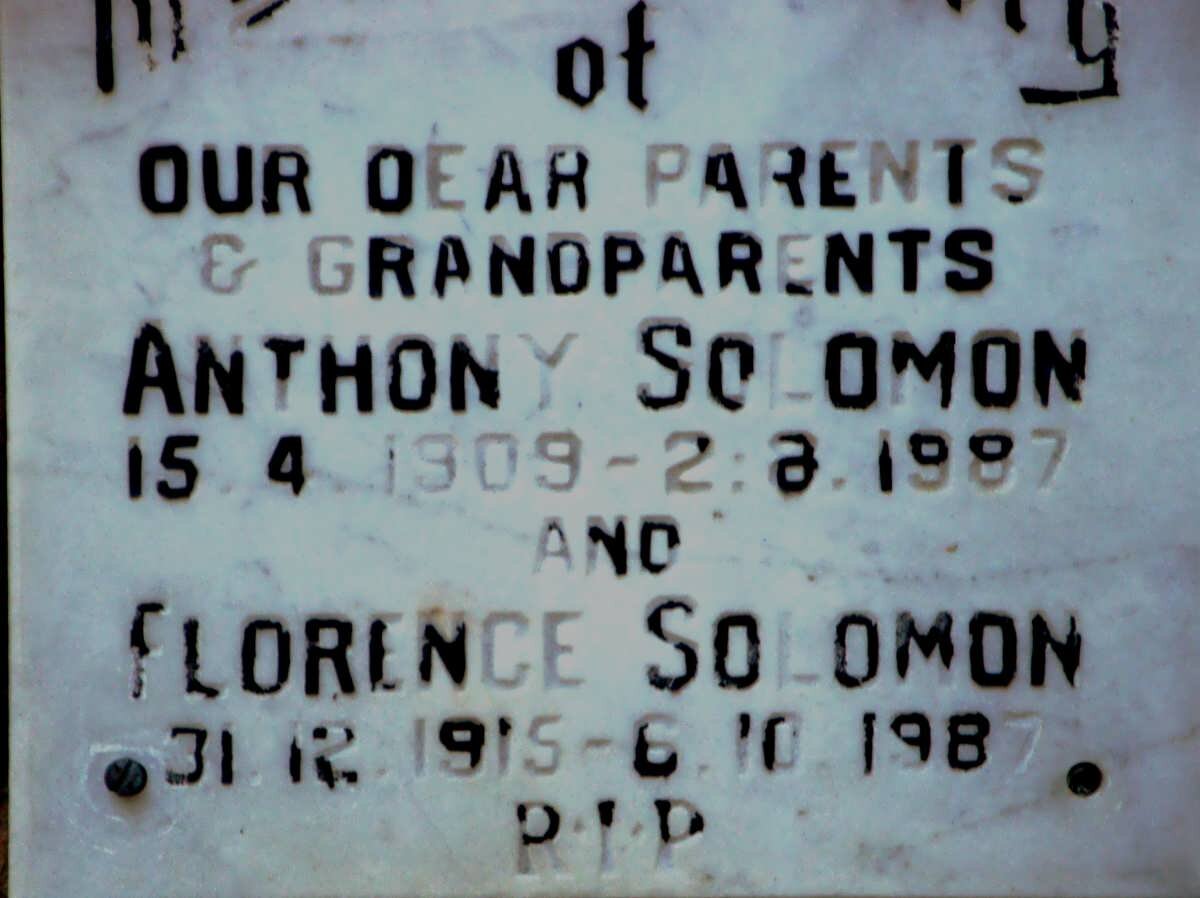 of
OUR DEAR PARENTS
& GRANDPARENTS
ANTHONY SOLOMON
15.4.1909-2:8.1987
AND
FLORENCE SOLOMON
31.12.1915-6.10.1987
R.I.P